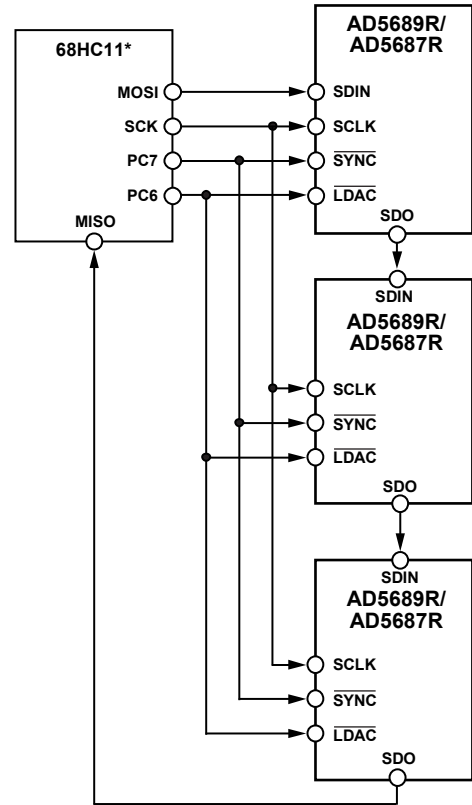 68HC11*
MOSI
SCK
PC7
PC6
MISO
AD5689R/
AD5687R
SDIN
SCLK
SYNC
LDAC
SDO
SDIN
AD5689R/
AD5687R
SCLK
SYNC
LDAC
SDO
SDIN
AD5689R/
AD5687R
SCLK
SYNC
LDAC
SDO